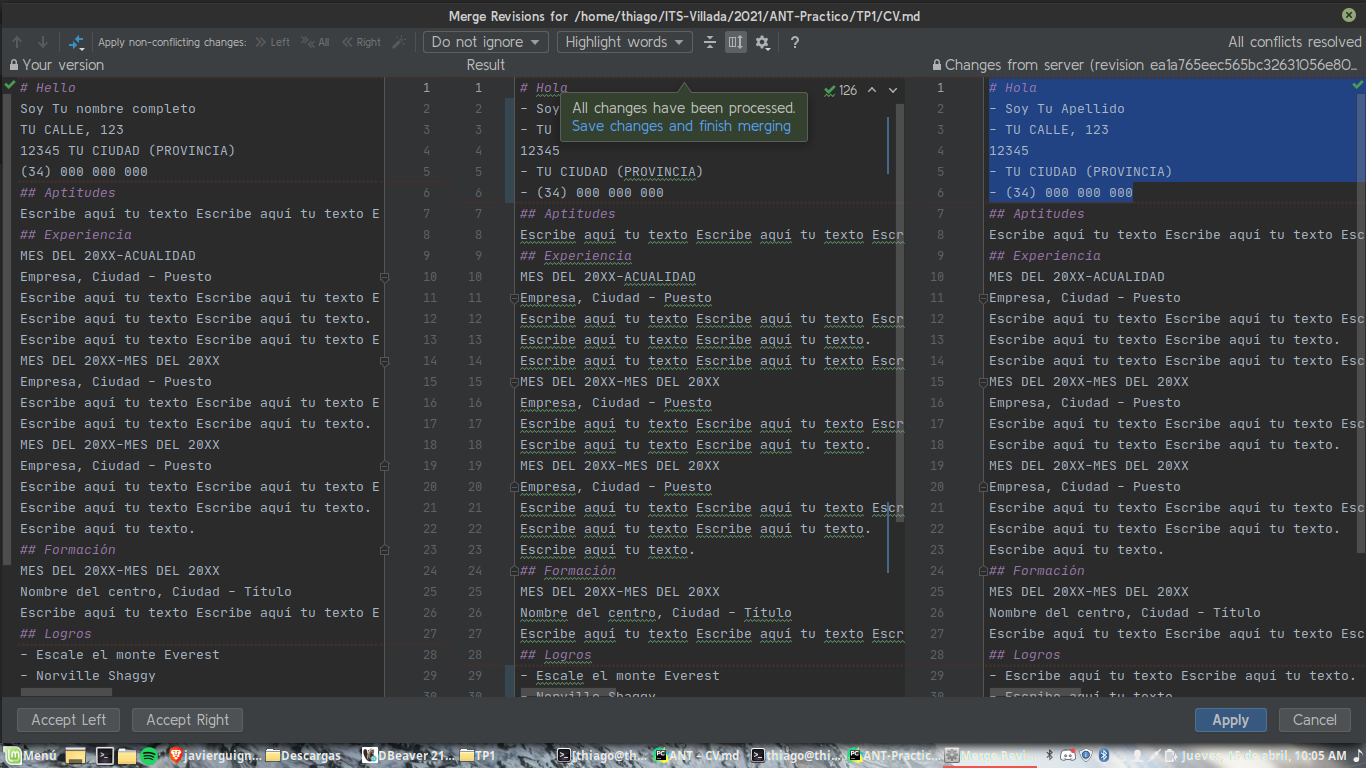 Merge Revisions for /home/thiago/ITS-Villada/2021/ANT-Practico/TP1/CV.md
Apply non-conflicting changes: Left All Right Do not ignore Highlight words ? All conflicts resolved
Your version Result Changes from server (revision ea1a765eec565bc32631056e80...
# Hello
Soy Tu nombre completo
TU CALLE, 123
12345 TU CIUDAD (PROVINCIA)
(34) 000 000 000
## Aptitudes
Escribe aquí tu texto Escribe aquí tu texto E
## Experiencia
MES DEL 20XX-ACUALIDAD
Empresa, Ciudad - Puesto
Escribe aquí tu texto Escribe aquí tu texto E
Escribe aquí tu texto Escribe aquí tu texto.
Escribe aquí tu texto Escribe aquí tu texto E
MES DEL 20XX-MES DEL 20XX
Empresa, Ciudad - Puesto
Escribe aquí tu texto Escribe aquí tu texto E
Escribe aquí tu texto Escribe aquí tu texto.
MES DEL 20XX-MES DEL 20XX
Empresa, Ciudad - Puesto
Escribe aquí tu texto Escribe aquí tu texto E
Escribe aquí tu texto Escribe aquí tu texto.
Escribe aquí tu texto.
## Formación
MES DEL 20XX-MES DEL 20XX
Nombre del centro, Ciudad - Título
Escribe aquí tu texto Escribe aquí tu texto E
## Logros
- Escale el monte Everest
- Norville Shaggy
1 1 # Hola
2 2 - Soy
3 3 - TU
4 4 12345
5 5 - TU CIUDAD (PROVINCIA)
6 6 - (34) 000 000 000
7 7 ## Aptitudes
8 8 Escribe aquí tu texto Escribe aquí tu texto Escr
9 9 ## Experiencia
10 10 MES DEL 20XX-ACUALIDAD
11 11 Empresa, Ciudad - Puesto
12 12 Escribe aquí tu texto Escribe aquí tu texto Escr
13 13 Escribe aquí tu texto Escribe aquí tu texto.
14 14 Escribe aquí tu texto Escribe aquí tu texto Escr
15 15 MES DEL 20XX-MES DEL 20XX
16 16 Empresa, Ciudad - Puesto
17 17 Escribe aquí tu texto Escribe aquí tu texto Escr
18 18 Escribe aquí tu texto Escribe aquí tu texto.
19 19 MES DEL 20XX-MES DEL 20XX
20 20 Empresa, Ciudad - Puesto
21 21 Escribe aquí tu texto Escribe aquí tu texto Escr
22 22 Escribe aquí tu texto Escribe aquí tu texto.
23 23 Escribe aquí tu texto.
24 24 ## Formación
25 25 MES DEL 20XX-MES DEL 20XX
26 26 Nombre del centro, Ciudad - Título
27 27 Escribe aquí tu texto Escribe aquí tu texto Escr
28 28 ## Logros
29 29 - Escale el monte Everest
30 30 - Norville Shaggy
126
All changes have been processed.
Save changes and finish merging
1 # Hola
2 - Soy Tu Apellido
3 - TU CALLE, 123
4 12345
5 - TU CIUDAD (PROVINCIA)
6 - (34) 000 000 000
7 ## Aptitudes
8 Escribe aquí tu texto Escribe aquí tu texto Esc
9 ## Experiencia
10 MES DEL 20XX-ACUALIDAD
11 Empresa, Ciudad - Puesto
12 Escribe aquí tu texto Escribe aquí tu texto Esc
13 Escribe aquí tu texto Escribe aquí tu texto.
14 Escribe aquí tu texto Escribe aquí tu texto Esc
15 MES DEL 20XX-MES DEL 20XX
16 Empresa, Ciudad - Puesto
17 Escribe aquí tu texto Escribe aquí tu texto Esc
18 Escribe aquí tu texto Escribe aquí tu texto.
19 MES DEL 20XX-MES DEL 20XX
20 Empresa, Ciudad - Puesto
21 Escribe aquí tu texto Escribe aquí tu texto Esc
22 Escribe aquí tu texto Escribe aquí tu texto.
23 Escribe aquí tu texto.
24 ## Formación
25 MES DEL 20XX-MES DEL 20XX
26 Nombre del centro, Ciudad - Título
27 Escribe aquí tu texto Escribe aquí tu texto Esc
28 ## Logros
29 - Escribe aquí tu texto Escribe aquí tu texto.
30 - Escribe aquí tu texto
Accept Left Accept Right Apply Cancel
Menú javierguign... Descargas DBeaver 21... TP1 [thiago@th... ANT - CV.md thiago@thi... ANT-Practic... Merge Revi... jueves, 15 de abril, 10:05 AM